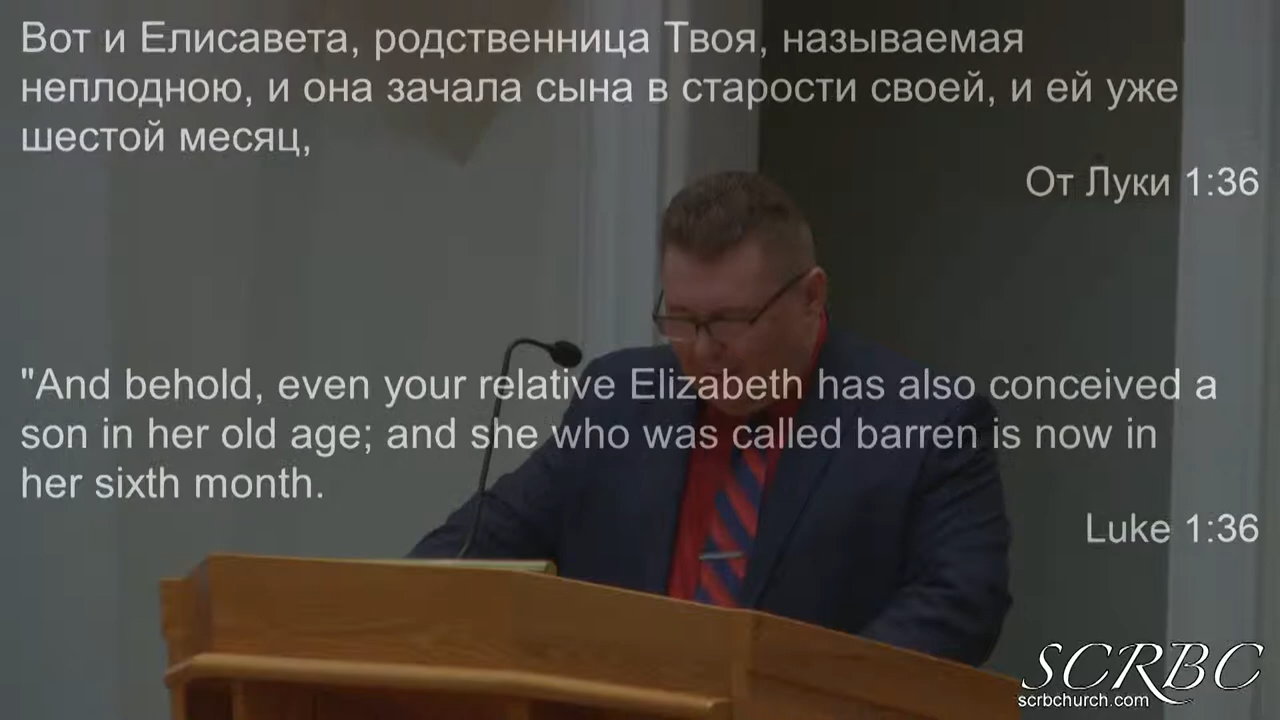 Вот и Елисавета, родственница Твоя, называемая
неплодною, и она зачала сына в старости своей, и ей уже
шестой месяц,
От Луки 1:36
"And behold, even your relative Elizabeth has also conceived a
son in her old age; and she who was called barren is now in
her sixth month.
Luke 1:36
SCRBC
scrbchurch.com